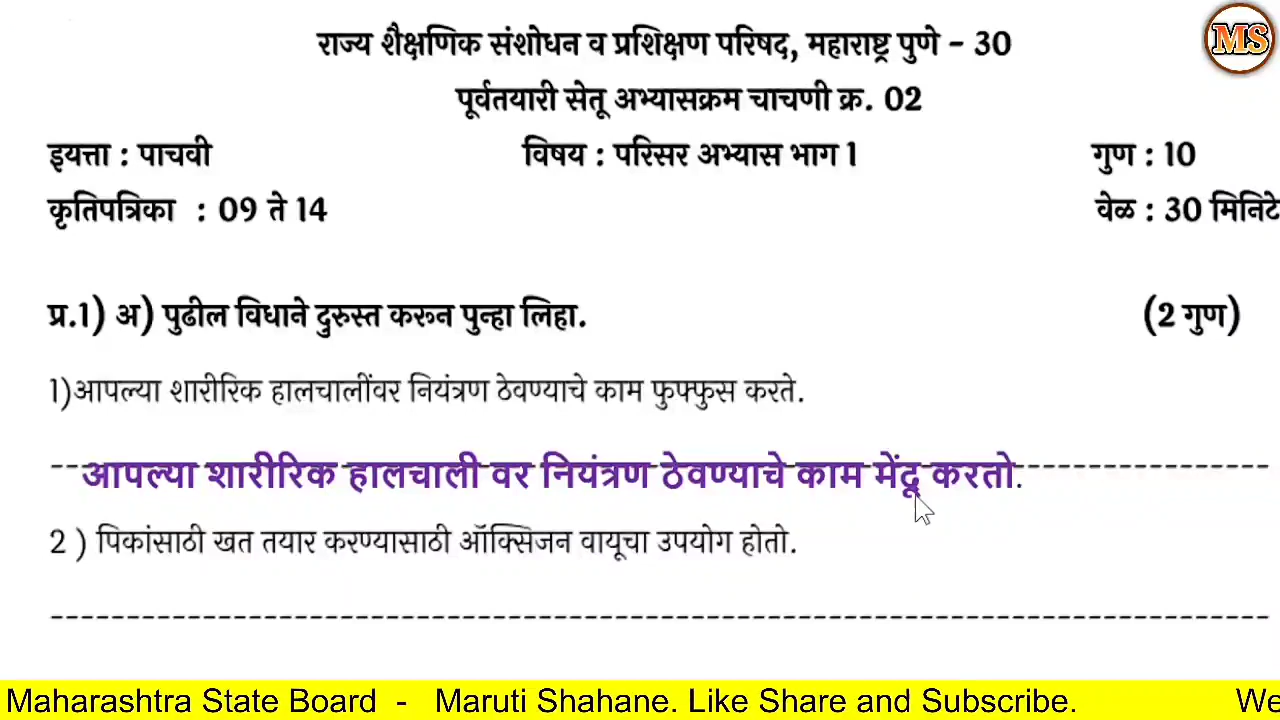 MS
राज्य शैक्षणिक संशोधन व प्रशिक्षण परिषद, महाराष्ट्र पुणे - 30
पूर्वतयारी सेतू अभ्यासक्रम चाचणी क्र. 02
इयत्ता : पाचवी विषय : परिसर अभ्यास भाग 1 गुण : 10
कृतिपत्रिका : 09 ते 14 वेळ : 30 मिनिटे
प्र.1) अ) पुढील विधाने दुरुस्त करून पुन्हा लिहा. (2 गुण)
1)आपल्या शारीरिक हालचालींवर नियंत्रण ठेवण्याचे काम फुफ्फुस करते.
आपल्या शारीरिक हालचाली वर नियंत्रण ठेवण्याचे काम मेंदू करतो.
2 ) पिकांसाठी खत तयार करण्यासाठी ऑक्सिजन वायूचा उपयोग होतो.
Maharashtra State Board - Maruti Shahane. Like Share and Subscribe. We